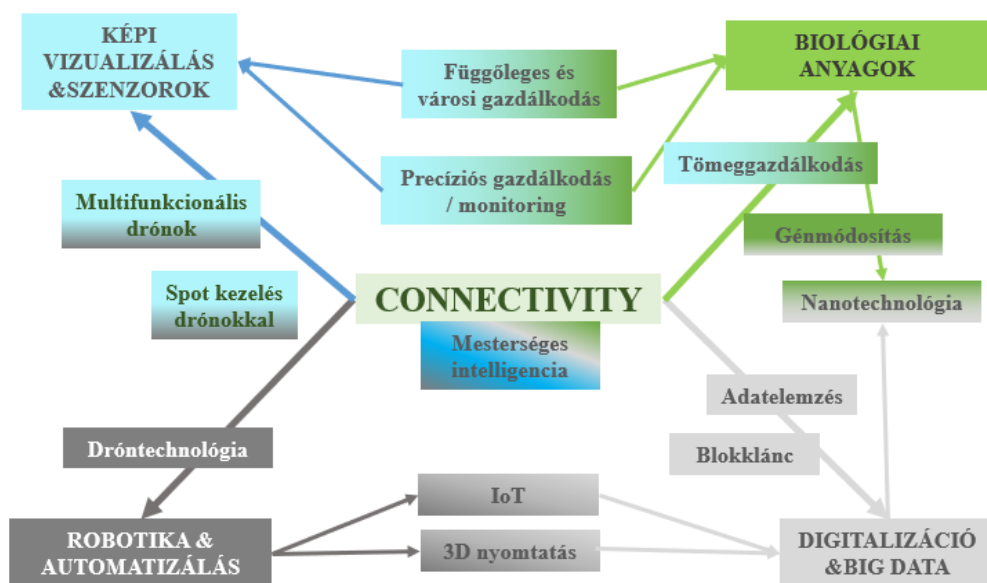 KÉPI
VIZUALIZÁLÁS
&SZENZOROK
Függőleges és
városi gazdálkodás
BIOLÓGIAI
ANYAGOK
Precíziós gazdálkodás
/ monitoring
Tömeggazdálkodás
Multifunkcionális
drónok
Génmódosítás
Spot kezelés
drónokkal
CONNECTIVITY
Nanotechnológia
Mesterséges
intelligencia
Adatelemzés
Dróntechnológia
Blokklánc
IoT
ROBOTIKA &
AUTOMATIZÁLÁS
3D nyomtatás
DIGITALIZÁCIÓ
&BIG DATA